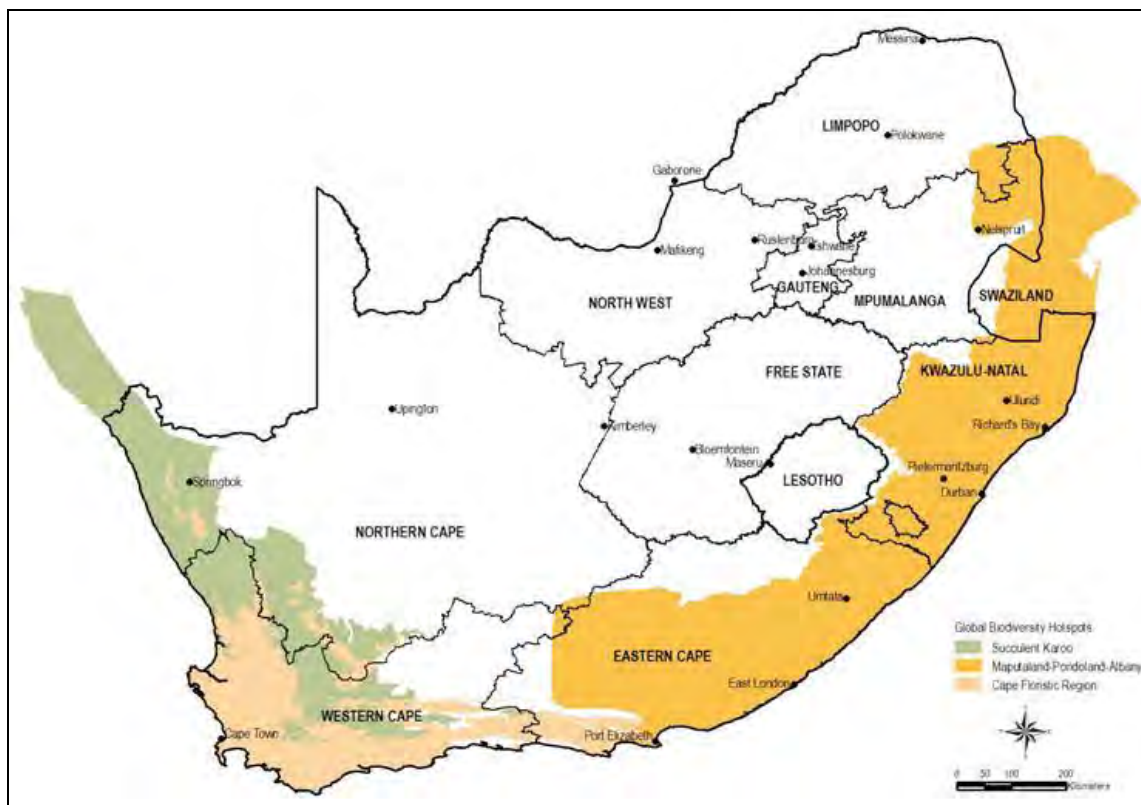 Messina
LIMPOPO
Polokwane
Gaborone
Nelspruit
Rustenburg
Tshwane
Mafikeng
Johannesburg
GAUTENG
NORTH WEST
MPUMALANGA
SWAZILAND
FREE STATE
KWAZULU-NATAL
Ulundi
Upington
Kimberley
Richard's Bay
Bloemfontein
Maseru
LESOTHO
Pietermaritzburg
Durban
Springbok
NORTHERN CAPE
Umtata
EASTERN CAPE
East London
WESTERN CAPE
Cape Town
Port Elizabeth
Global Biodiversity Hotspots
Succulent Karoo
Maputaland-Pondoland-Albany
Cape Floristic Region
0 50 100 200
Kilometers